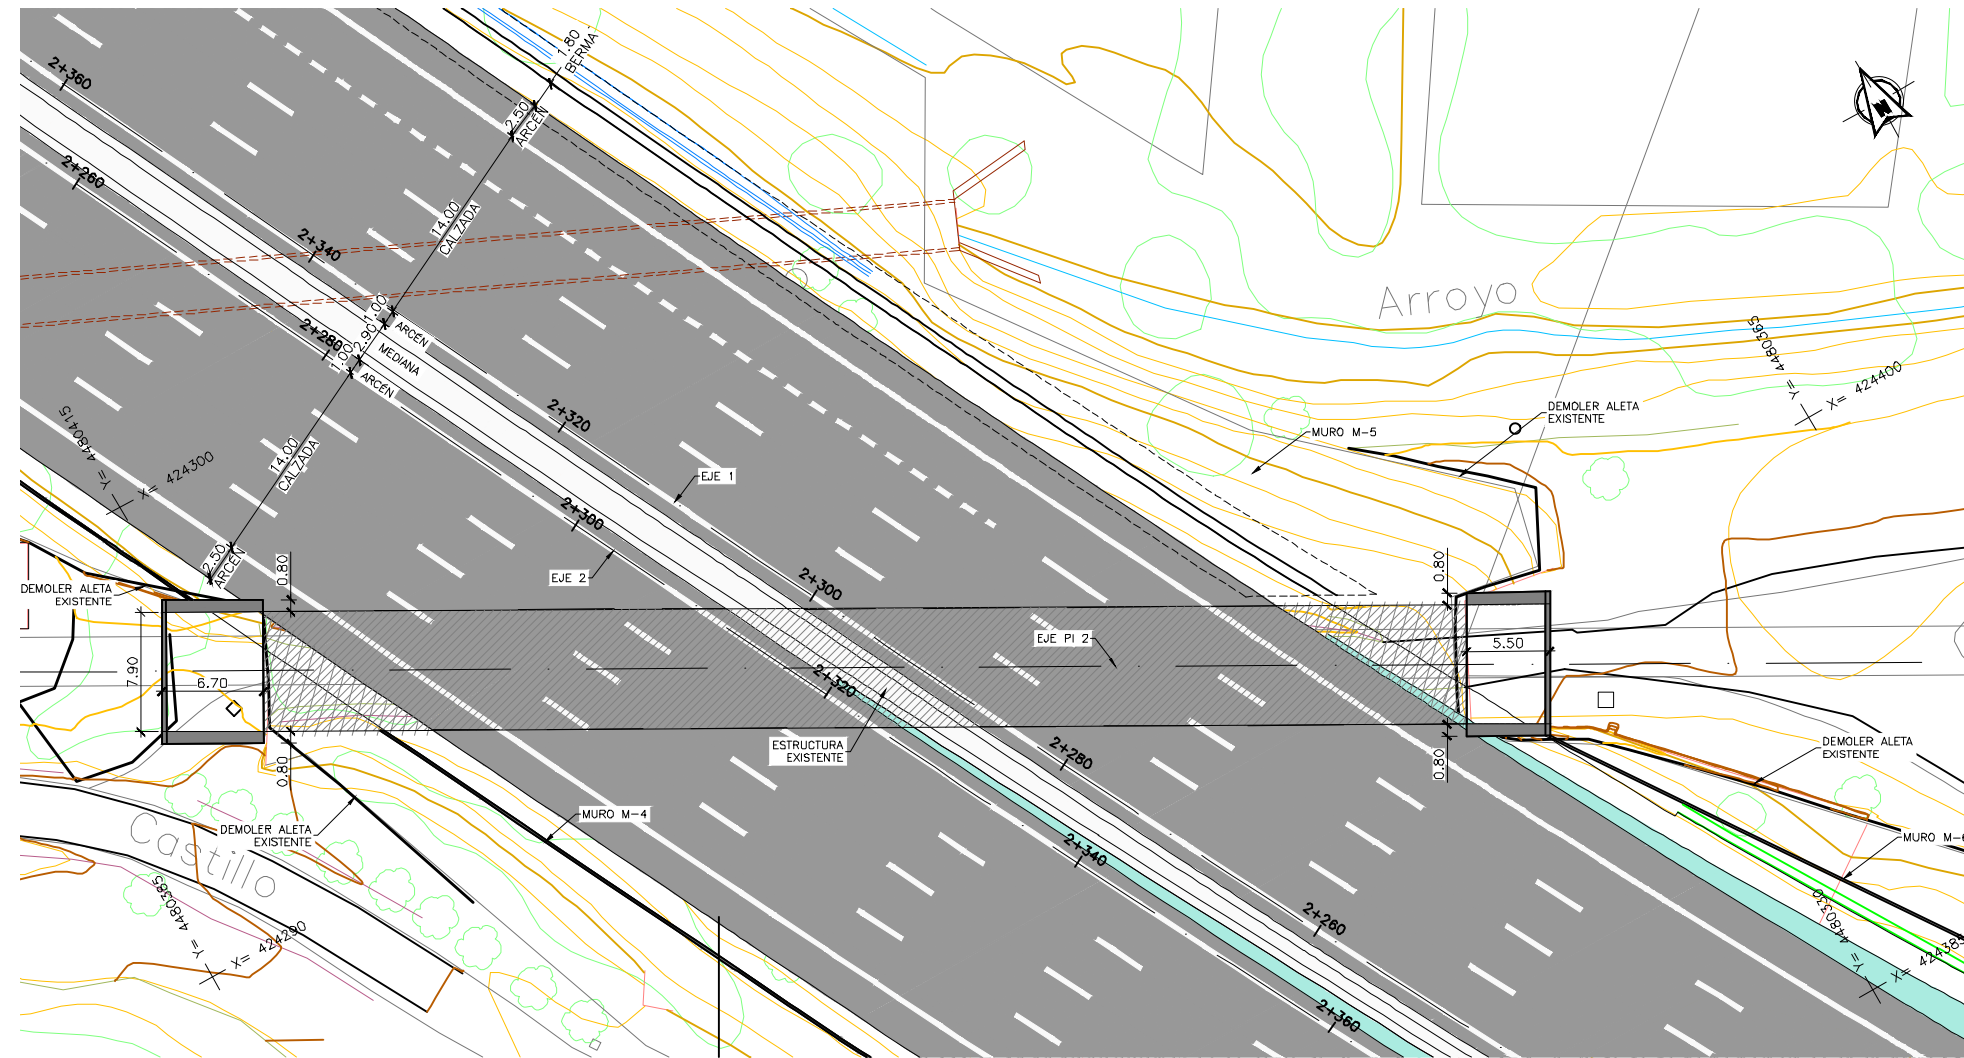 2+360
1.80
BERMA
2.50
ARCÉN
2+260
14.00
CALZADA
2+340
1.00
ARCÉN
2.90
MEDIANA
2+280
1.00
ARCÉN
N
Arroyo
Y= 4480365
X= 424400
DEMOLER ALETA
EXISTENTE
MURO M-5
2+320
Y= 4480415
X= 424300
14.00
CALZADA
EJE 1
2+300
EJE 2
2.50
ARCÉN
0.80
DEMOLER ALETA
EXISTENTE
2+300
0.80
EJE PI 2
5.50
7.90
6.70
2+320
ESTRUCTURA
EXISTENTE
0.80
2+280
0.80
DEMOLER ALETA
EXISTENTE
MURO M-4
DEMOLER ALETA
EXISTENTE
Castillo
MURO M-6
2+340
Y= 4480385
X= 424290
2+260
Y= 4480330
X= 424385
2+360